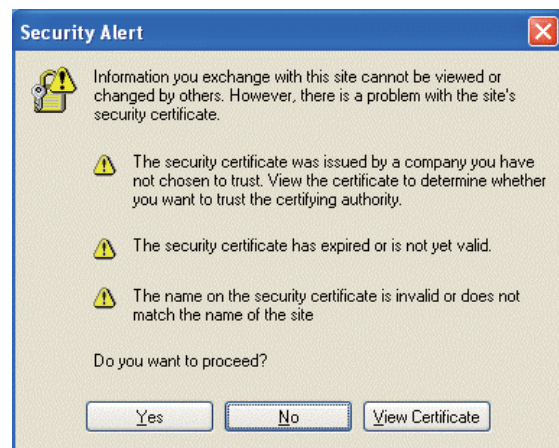 Security Alert
Information you exchange with this site cannot be viewed or
changed by others. However, there is a problem with the site's
security certificate.
The security certificate was issued by a company you have
not chosen to trust. View the certificate to determine whether
you want to trust the certifying authority.
The security certificate has expired or is not yet valid.
The name on the security certificate is invalid or does not
match the name of the site
Do you want to proceed?
Yes No View Certificate